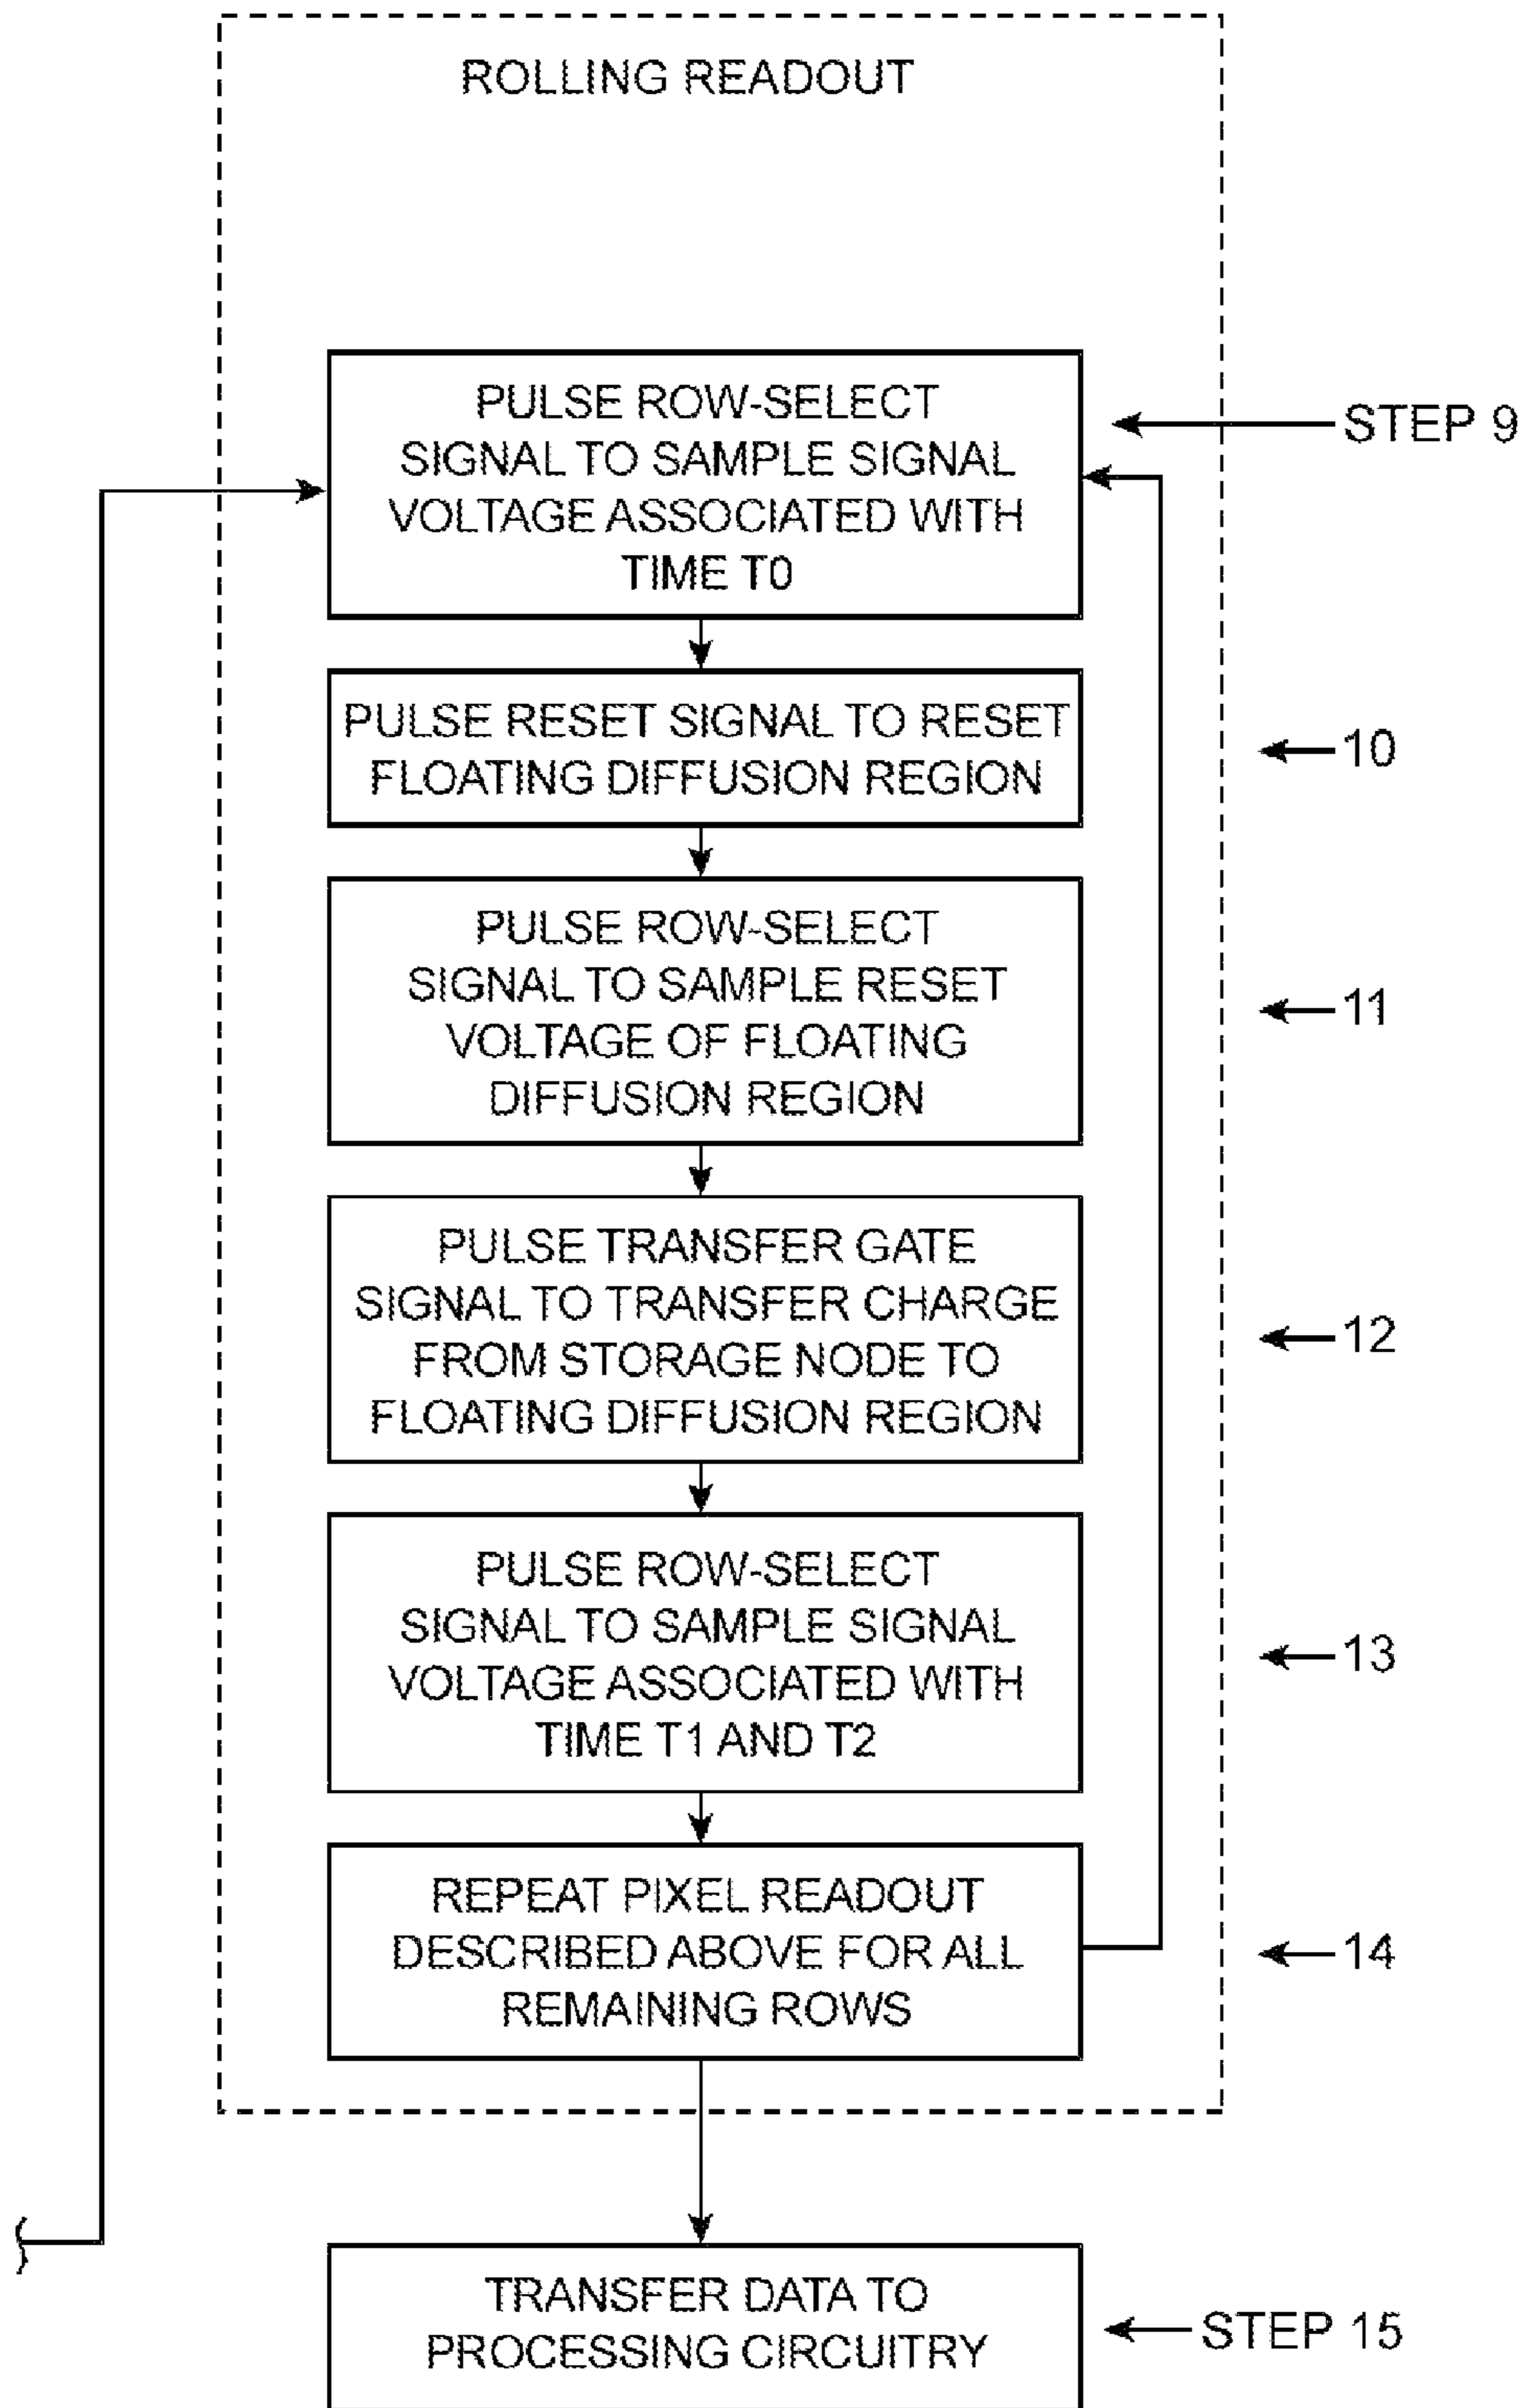 ROLLING READOUT
PULSE ROW-SELECT
SIGNAL TO SAMPLE SIGNAL
VOLTAGE ASSOCIATED WITH
TIME T0
STEP 9
PULSE RESET SIGNAL TO RESET
FLOATING DIFFUSION REGION
10
PULSE ROW-SELECT
SIGNAL TO SAMPLE RESET
VOLTAGE OF FLOATING
DIFFUSION REGION
11
PULSE TRANSFER GATE
SIGNAL TO TRANSFER CHARGE
FROM STORAGE NODE TO
FLOATING DIFFUSION REGION
12
PULSE ROW-SELECT
SIGNAL TO SAMPLE SIGNAL
VOLTAGE ASSOCIATED WITH
TIME T1 AND T2
13
REPEAT PIXEL READOUT
DESCRIBED ABOVE FOR ALL
REMAINING ROWS
14
TRANSFER DATA TO
PROCESSING CIRCUITRY
STEP 15